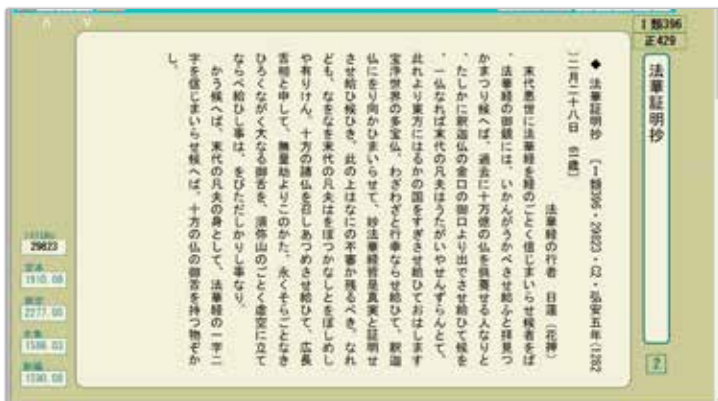 Ⅰ類396
正429
法華証明抄
2
◆ 法華証明抄 〔Ⅰ類396・29823・・弘安五年(1282
)二月二十八日
法華経の行者 日蓮(花押)
末代悪世に法華経を経のごとく信じまいらせ候者をば
、法華経の御鏡には、いかんがうかべさせ給ふと拝見つ
かまつり候へば、過去に十万億の仏を供養せる人なりと
、たしかに釈迦仏の金口の御口より出でさせ給ひて候を
、一仏なれば末代の凡夫はうたがいやせんずらんとて、
此れより東方にはるかの国をすぎさせ給ひておはします
宝浄世界の多宝仏、わざわざと行幸ならせ給ひて、釈迦
仏にをり向かひまいらせて、妙法華経皆是真実と証明せ
させ給ひ候ひき。此の上はなにの不審か残るべき。なれ
ども、なをなを末代の凡夫はをぼつかなしとをぼしめし
や有りけん、十方の諸仏を召しあつめさせ給ひて、広長
舌相と申して、無量劫よりこのかた、永くそらごとなき
ひろくながく大なる御舌を、須弥山のごとく虚空に立て
ならべ給ひし事は、をびただしかりし事なり。
かう候へば、末代の凡夫の身として、法華経の一字二
字を信じまいらせ候へば、十方の仏の御舌を持つ物ぞか
し。
29823
1910.08
2277.00
1586.03
1590.08